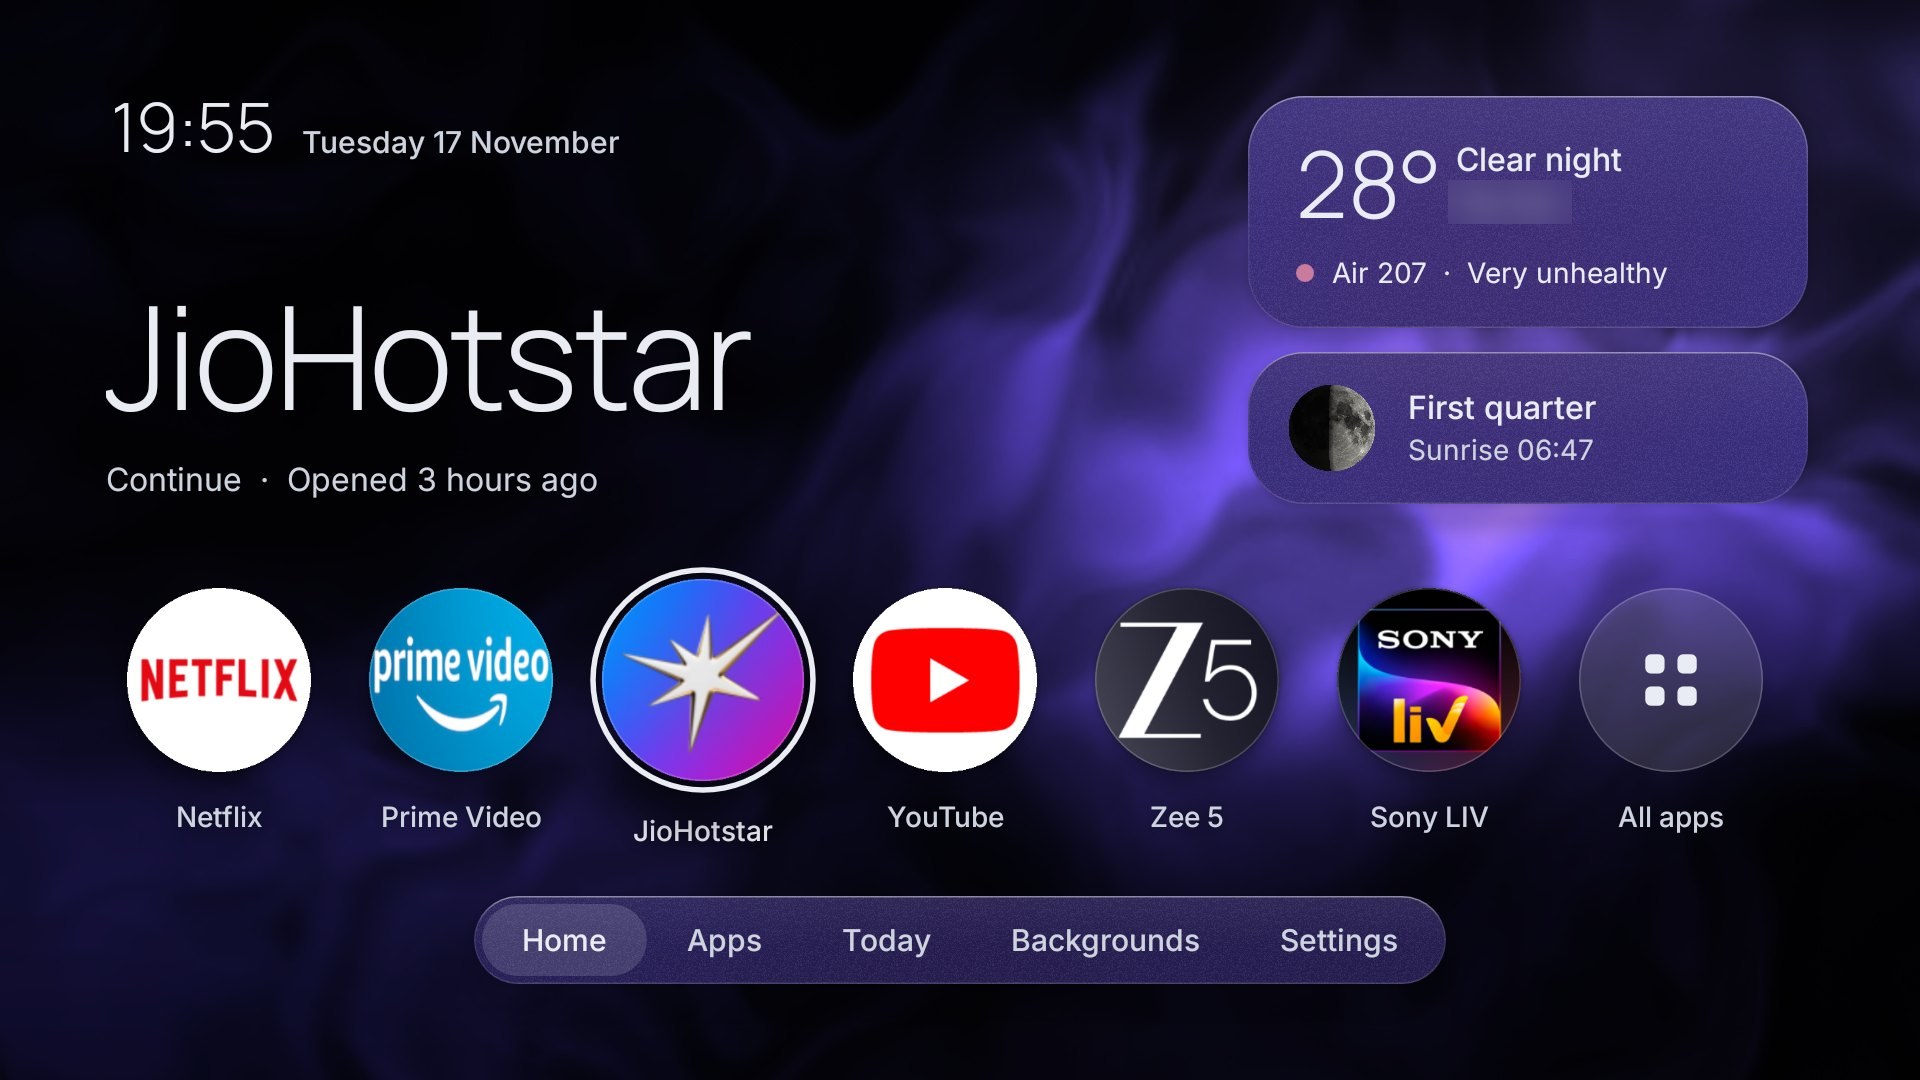 19:55 Tuesday 17 November
28° Clear night
Air 207 · Very unhealthy
JioHotstar
Continue · Opened 3 hours ago
First quarter
Sunrise 06:47
NETFLIX
prime video
Z5
SONY
liv
Netflix
Prime Video
JioHotstar
YouTube
Zee 5
Sony LIV
All apps
Home Apps Today Backgrounds Settings